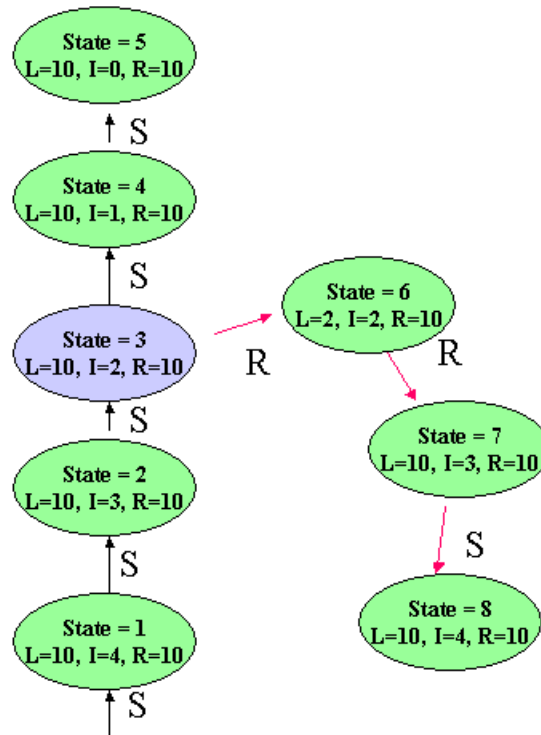 State = 5
L=10, I=0, R=10
S
State = 4
L=10, I=1, R=10
S
State = 3
L=10, I=2, R=10
R
State = 6
L=2, I=2, R=10
R
S
State = 2
L=10, I=3, R=10
State = 7
L=10, I=3, R=10
S
S
State = 1
L=10, I=4, R=10
State = 8
L=10, I=4, R=10
S